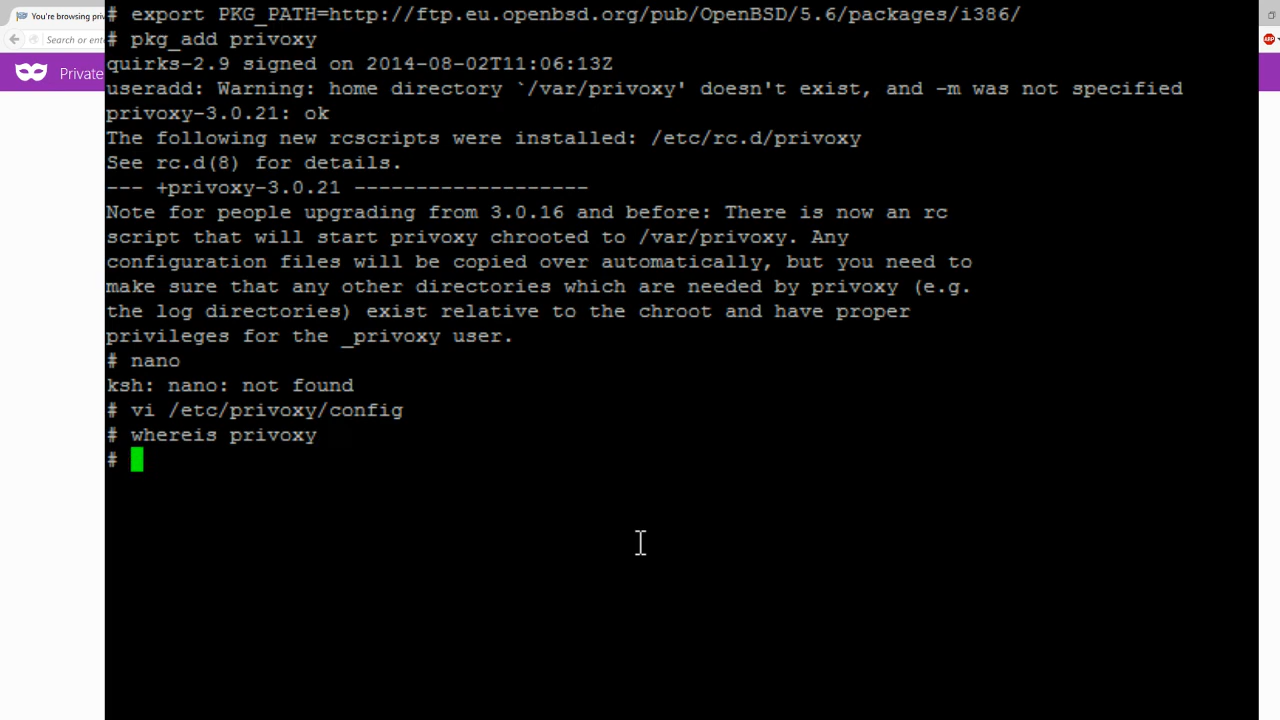 # export PKG_PATH=http://ftp.eu.openbsd.org/pub/OpenBSD/5.6/packages/i386/
You're browsing priv
# pkg_add privoxy
Search or ente
ABP
quirks-2.9 signed on 2014-08-02T11:06:13Z
Private
useradd: Warning: home directory `/var/privoxy' doesn't exist, and -m was not specified
privoxy-3.0.21: ok
The following new rcscripts were installed: /etc/rc.d/privoxy
See rc.d(8) for details.
--- +privoxy-3.0.21 -------------------
Note for people upgrading from 3.0.16 and before: There is now an rc
script that will start privoxy chrooted to /var/privoxy. Any
configuration files will be copied over automatically, but you need to
make sure that any other directories which are needed by privoxy (e.g.
the log directories) exist relative to the chroot and have proper
privileges for the _privoxy user.
# nano
ksh: nano: not found
# vi /etc/privoxy/config
# whereis privoxy
#